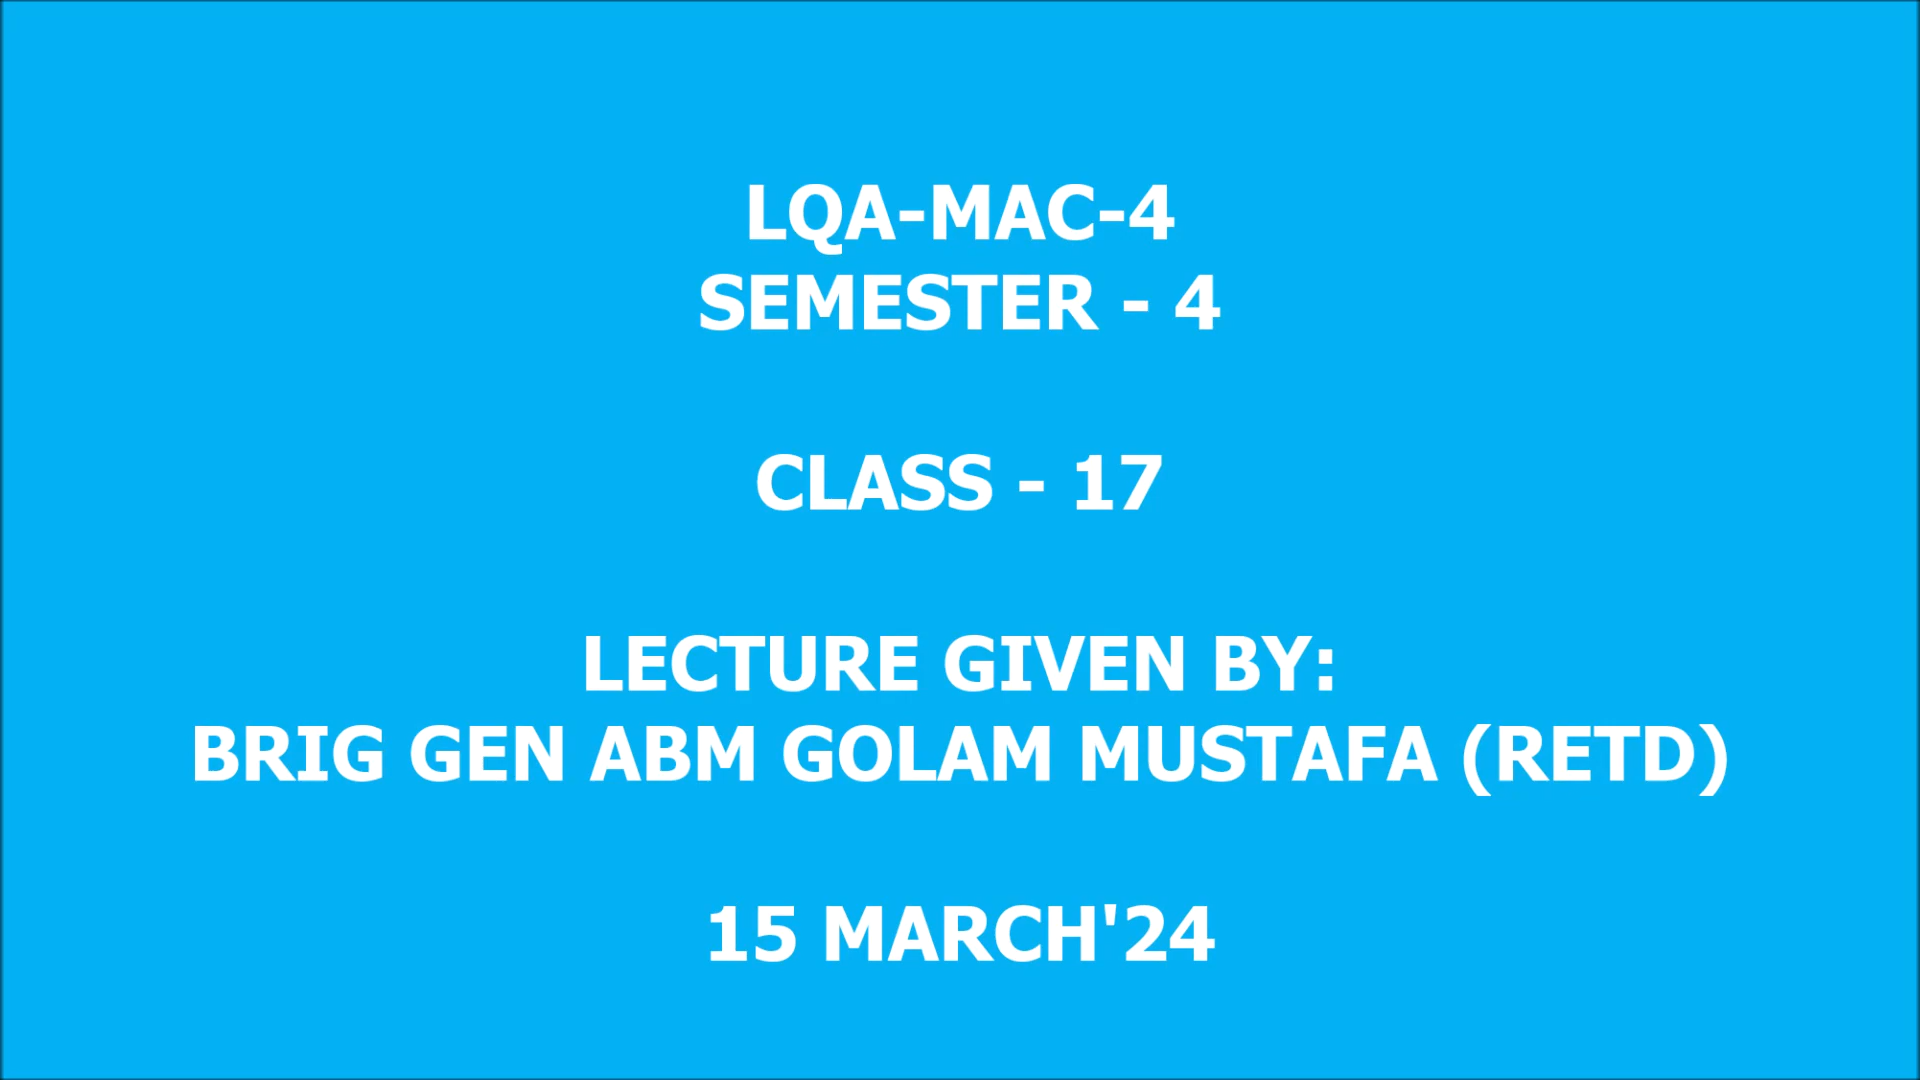 LQA-MAC-4
SEMESTER - 4
CLASS - 17
LECTURE GIVEN BY:
BRIG GEN ABM GOLAM MUSTAFA (RETD)
15 MARCH'24